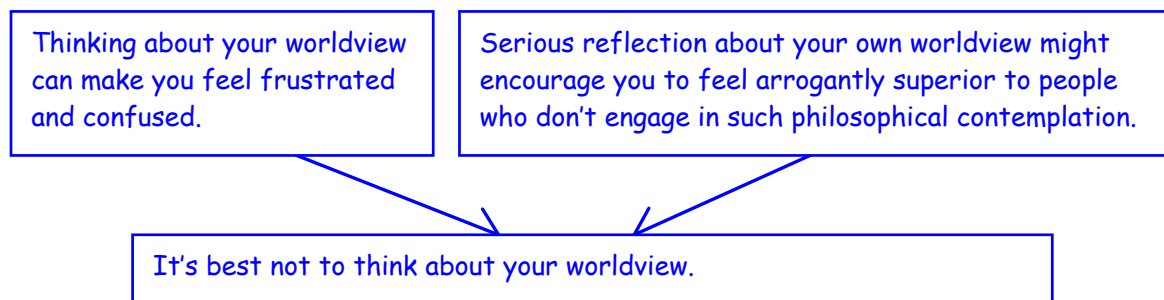 Thinking about your worldview
can make you feel frustrated
and confused.
Serious reflection about your own worldview might
encourage you to feel arrogantly superior to people
who don't engage in such philosophical contemplation.
It's best not to think about your worldview.